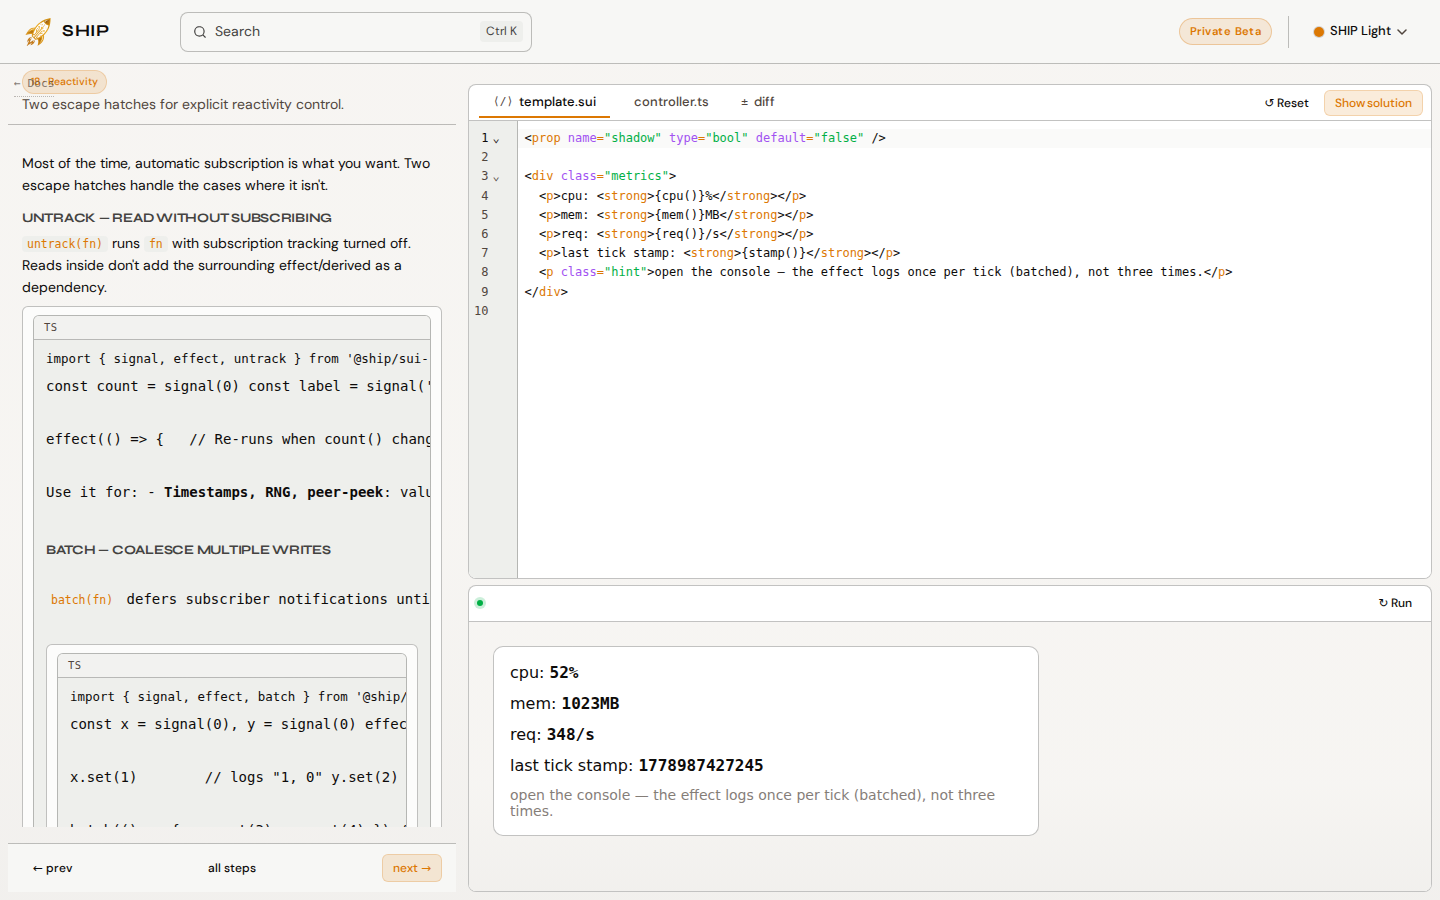 SHIP
Search
Ctrl K
Private Beta
SHIP Light
← Docs
Reactivity
Two escape hatches for explicit reactivity control.
Most of the time, automatic subscription is what you want. Two
escape hatches handle the cases where it isn't.
UNTRACK — READ WITHOUT SUBSCRIBING
untrack(fn) runs fn with subscription tracking turned off.
Reads inside don't add the surrounding effect/derived as a
dependency.
TS
import { signal, effect, untrack } from '@ship/sui-
const count = signal(0) const label = signal('
effect(() => {   // Re-runs when count() chang
Use it for: - Timestamps, RNG, peer-peek: valu
BATCH — COALESCE MULTIPLE WRITES
batch(fn) defers subscriber notifications unti
TS
import { signal, effect, batch } from '@ship/
const x = signal(0), y = signal(0) effec
x.set(1)        // logs "1, 0" y.set(2)
← prev
all steps
next →
⟨/⟩ template.sui
controller.ts
± diff
↺ Reset
Show solution
1 <prop name="shadow" type="bool" default="false" />
2
3 <div class="metrics">
4 <p>cpu: <strong>{cpu()}%</strong></p>
5 <p>mem: <strong>{mem()}MB</strong></p>
6 <p>req: <strong>{req()}/s</strong></p>
7 <p>last tick stamp: <strong>{stamp()}</strong></p>
8 <p class="hint">open the console — the effect logs once per tick (batched), not three times.</p>
9 </div>
10
↻ Run
cpu: 52%
mem: 1023MB
req: 348/s
last tick stamp: 1778987427245
open the console — the effect logs once per tick (batched), not three
times.